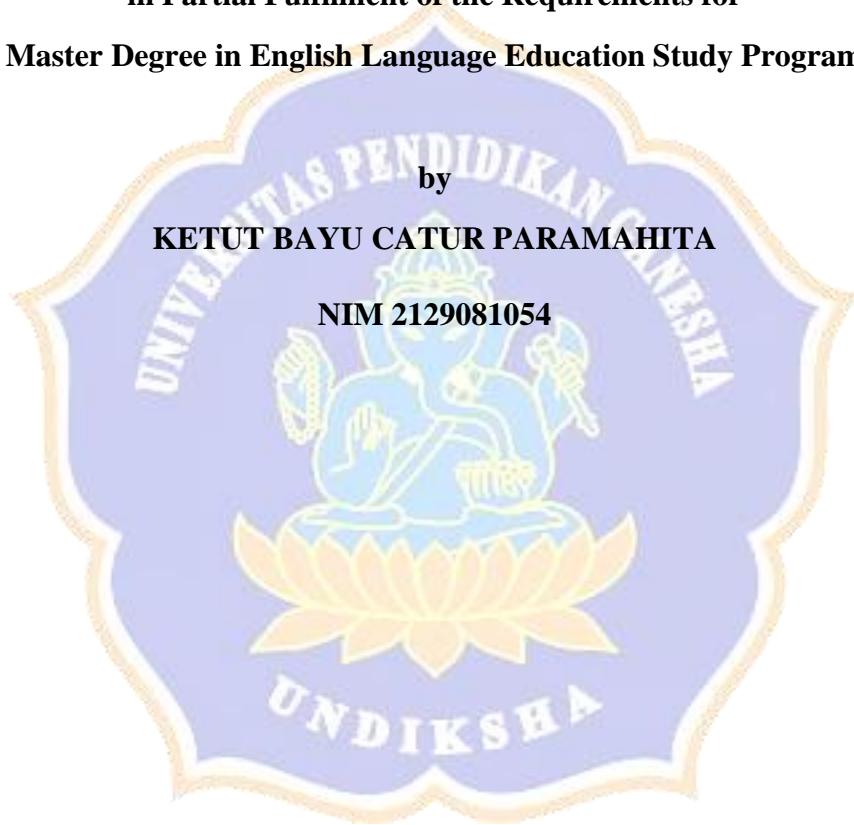 in Partial Fulfillment of the Requirements for
Master Degree in English Language Education Study Program
by
UNIVERSITAS PENDIDIKAN GANESHA
KETUT BAYU CATUR PARAMAHITA
NIM 2129081054
UNDIKSHA